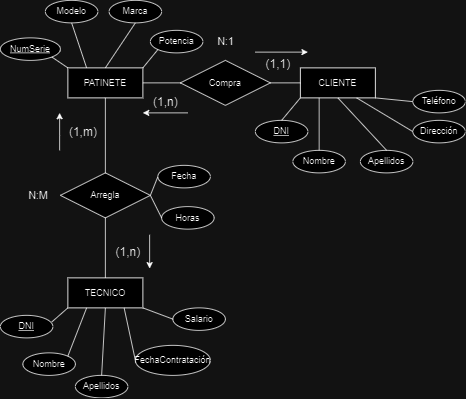 Modelo
Marca
NumSerie
Potencia
N:1
(1,1)
PATINETE
Compra
CLIENTE
(1,n)
Teléfono
(1,m)
DNI
Dirección
Nombre
Apellidos
Fecha
N:M
Arregla
Horas
(1,n)
TECNICO
DNI
Salario
Nombre
FechaContratación
Apellidos